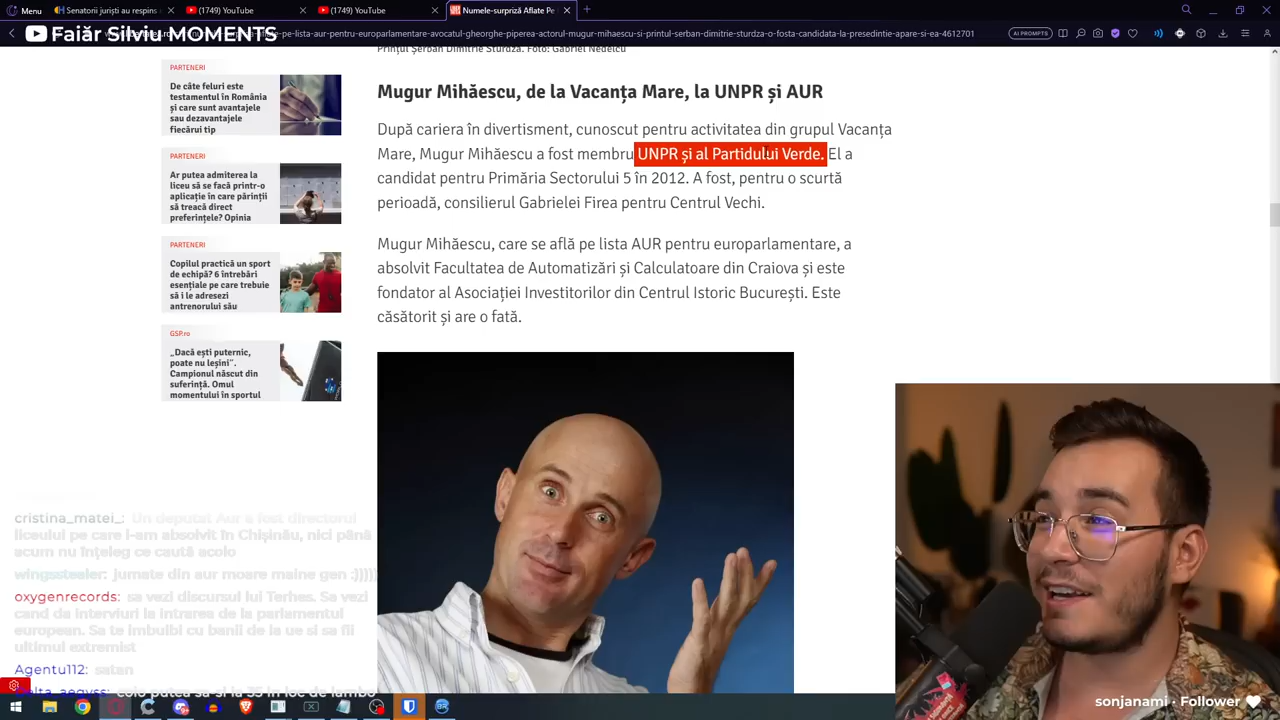 Menu
Senatorii juriști au respins
(1749) YouTube
(1749) YouTube
Numele-surpriză Aflate Pe
Faiăr Silviu MOMENTS
-pe-lista-aur-pentru-europarlamentare-avocatul-gheorghe-piperea-actorul-mugur-mihaescu-si-printul-serban-dimitrie-sturdza-o-fosta-candidata-la-presedintie-apare-si-ea-4612701
AI PROMPTS
Prințul Șerban Dimitrie Sturdza. Foto: Gabriel Nedelcu
PARTENERI
De câte feluri este
testamentul în România
și care sunt avantajele
sau dezavantajele
fiecărui tip
PARTENERI
Ar putea admiterea la
liceu să se facă printr-o
aplicație în care părinții
să treacă direct
preferințele? Opinia
PARTENERI
Copilul practică un sport
de echipă? 6 întrebări
esențiale pe care trebuie
să i le adresezi
antrenorului său
GSP.ro
„Dacă ești puternic,
poate nu leșini”.
Campionul născut din
suferință. Omul
momentului în sportul
Mugur Mihăescu, de la Vacanța Mare, la UNPR și AUR
După cariera în divertisment, cunoscut pentru activitatea din grupul Vacanța
Mare, Mugur Mihăescu a fost membru UNPR și al Partidului Verde. El a
candidat pentru Primăria Sectorului 5 în 2012. A fost, pentru o scurtă
perioadă, consilierul Gabrielei Firea pentru Centrul Vechi.
Mugur Mihăescu, care se află pe lista AUR pentru europarlamentare, a
absolvit Facultatea de Automatizări și Calculatoare din Craiova și este
fondator al Asociației Investitorilor din Centrul Istoric București. Este
căsătorit și are o fată.
cristina_matei_: Un deputat Aur a fost directorul
liceului pe care l-am absolvit în Chișinău, nici până
acum nu înțeleg ce caută acolo
wingsstealer: jumate din aur moare maine gen :)))))
oxygenrecords: sa vezi discursul lui Terhes. Sa vezi
cand da interviuri la intrarea de la parlamentul
european. Sa te imbuibi cu banii de la ue si sa fii
ultimul extremist
Agentu112: satan
sonjanami · Follower